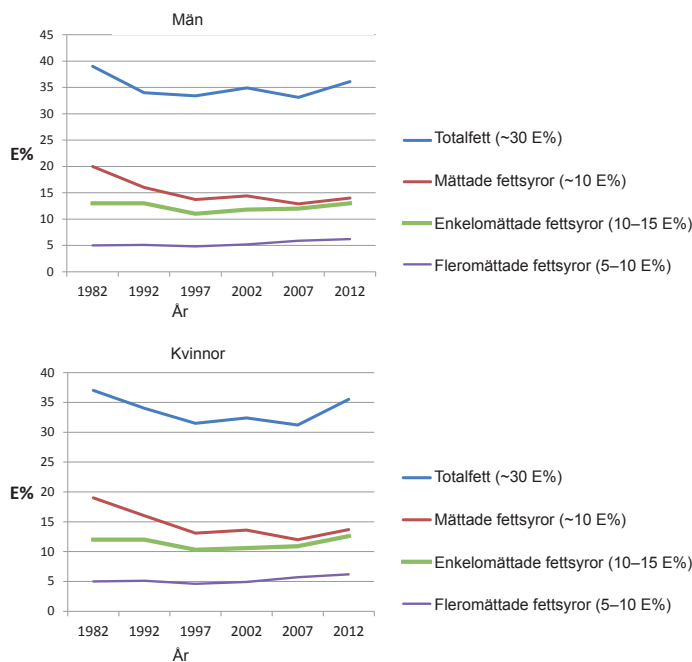 Män
45
40
35
30
25
E%
20
15
10
5
0
1982 1992 1997 2002 2007 2012
År
Totalfett (~30 E%)
Mättade fettsyror (~10 E%)
Enkelomättade fettsyror (10–15 E%)
Fleromättade fettsyror (5–10 E%)
Kvinnor
40
35
30
25
20
E%
15
10
5
0
1982 1992 1997 2002 2007 2012
År
Totalfett (~30 E%)
Mättade fettsyror (~10 E%)
Enkelomättade fettsyror (10–15 E%)
Fleromättade fettsyror (5–10 E%)